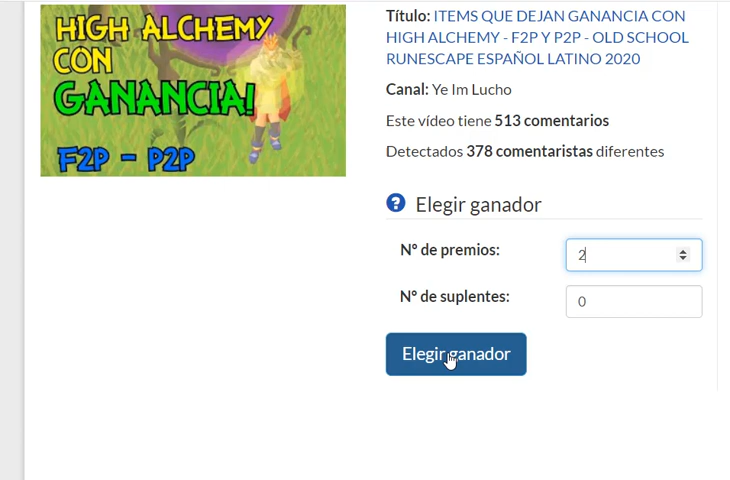 HIGH ALCHEMY
CON
GANANCIA!
F2P - P2P
Título: ITEMS QUE DEJAN GANANCIA CON
HIGH ALCHEMY - F2P Y P2P - OLD SCHOOL
RUNESCAPE ESPAÑOL LATINO 2020
Canal: Ye Im Lucho
Este vídeo tiene 513 comentarios
Detectados 378 comentaristas diferentes
? Elegir ganador
Nº de premios: 2
Nº de suplentes: 0
Elegir ganador